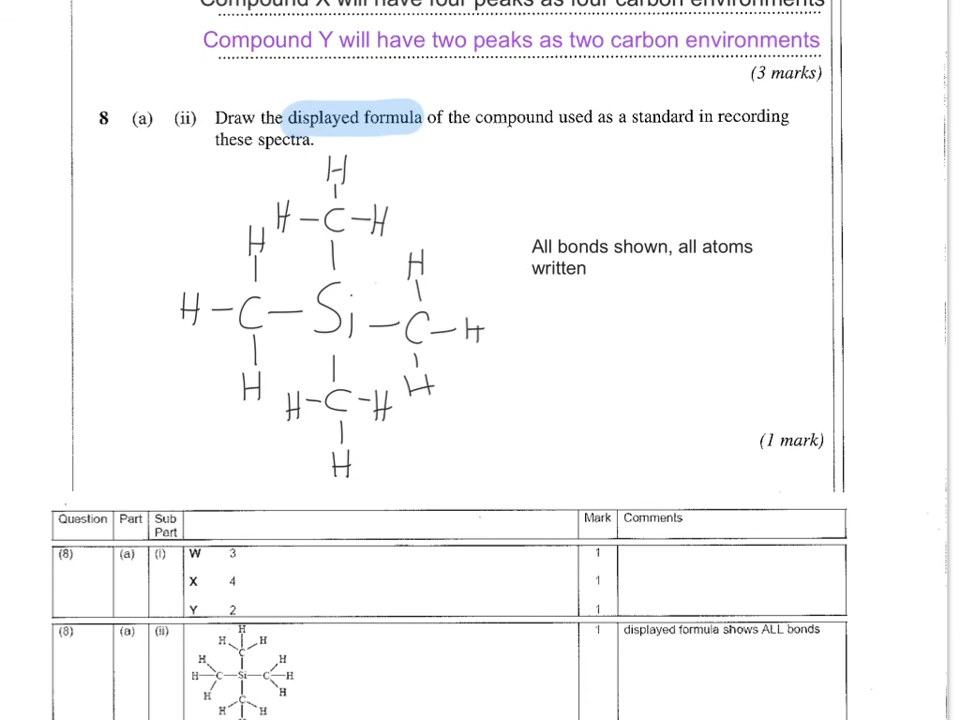 Compound X will have four peaks as four carbon environments
Compound Y will have two peaks as two carbon environments
(3 marks)
8 (a) (ii) Draw the displayed formula of the compound used as a standard in recording
these spectra.
H
H-C-H
H
All bonds shown, all atoms
written
H
H-C-Si-C-H
H
H
H-C-H
H
(1 mark)
Question Part Sub Part Mark Comments
(8) (a) (i) W 3 1
X 4 1
Y 2 1
(8) (a) (ii) 1 displayed formula shows ALL bonds
H
H H
C
H H
H-C-Si-C-H
H H
C
H H